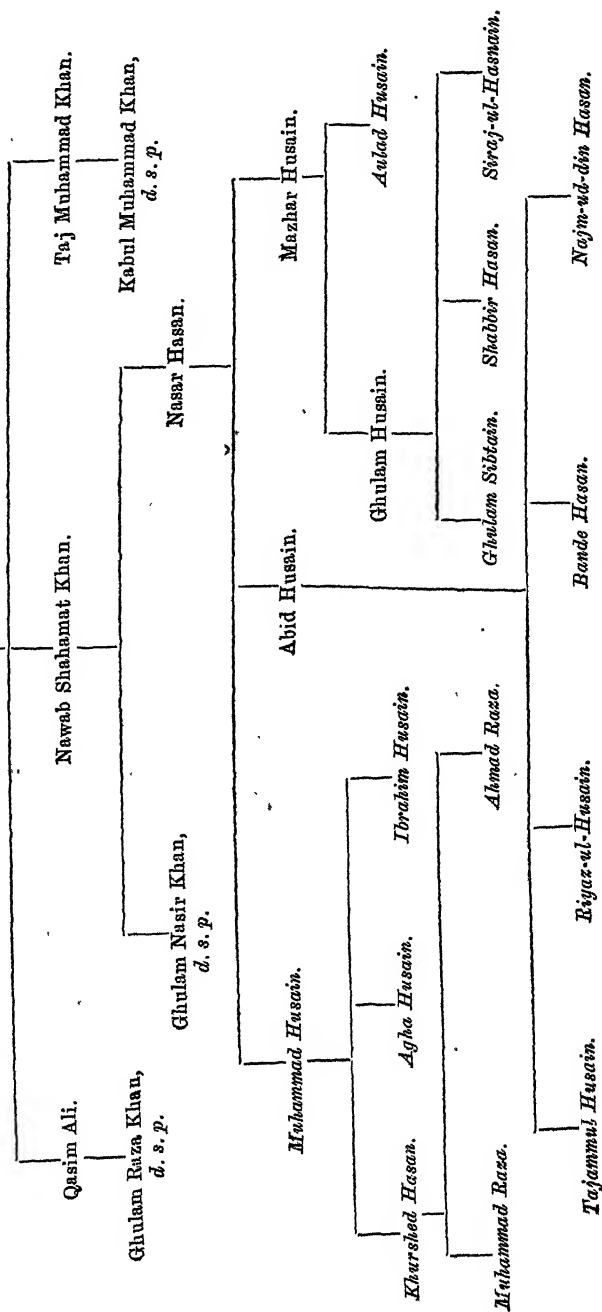 Qasim Ali.
Nawab Shahamat Khan.
Taj Muhammad Khan.
Ghulam Raza Khan,
d. s. p.
Kabul Muhammad Khan,
d. s. p.
Ghulam Nasir Khan,
d. s. p.
Nasar Hasan.
Muhammad Husain.
Abid Husain.
Mazhar Husain.
Khurshed Hasan.
Agha Husain.
Ibrahim Husain.
Ghulam Husain.
Aulad Husain.
Muhammad Raza.
Ahmad Raza.
Ghulam Sibtain.
Shabbir Hasan.
Siraj-ul-Hasnain.
Tajammul Husain.
Riyaz-ul-Husain.
Bande Hasan.
Najm-ud-din Hasan.